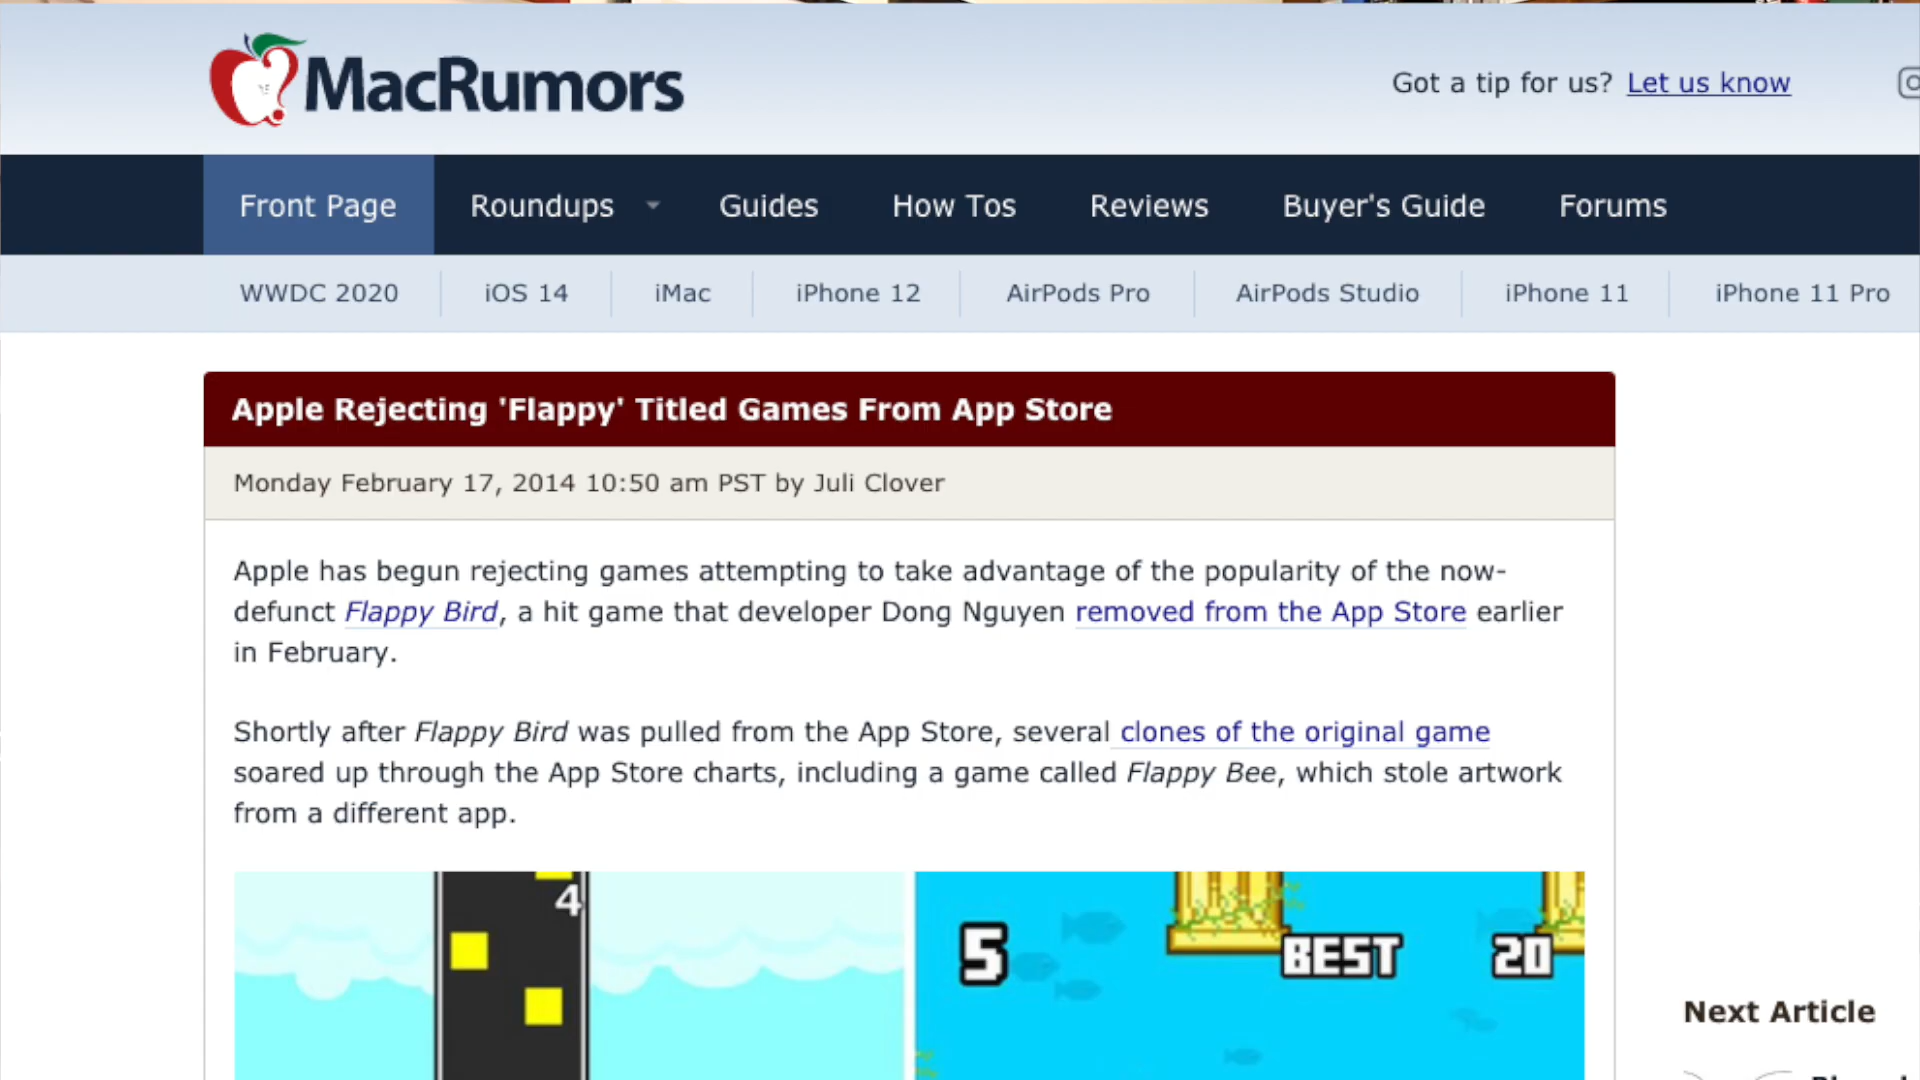 MacRumors
Got a tip for us? Let us know
Front Page Roundups Guides How Tos Reviews Buyer's Guide Forums
WWDC 2020 iOS 14 iMac iPhone 12 AirPods Pro AirPods Studio iPhone 11 iPhone 11 Pro
Apple Rejecting 'Flappy' Titled Games From App Store
Monday February 17, 2014 10:50 am PST by Juli Clover
Apple has begun rejecting games attempting to take advantage of the popularity of the now-
defunct Flappy Bird, a hit game that developer Dong Nguyen removed from the App Store earlier
in February.
Shortly after Flappy Bird was pulled from the App Store, several clones of the original game
soared up through the App Store charts, including a game called Flappy Bee, which stole artwork
from a different app.
4
5 BEST 20
Next Article